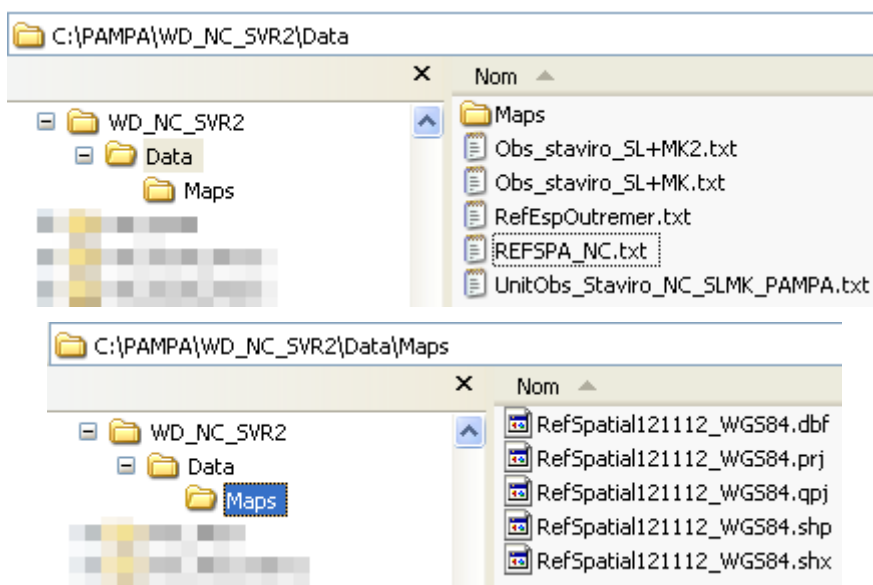 C:\PAMPA\WD_NC_SVR2\Data
Nom
WD_NC_SVR2
Data
Maps
Maps
Obs_staviro_SL+MK2.txt
Obs_staviro_SL+MK.txt
RefEspOutremer.txt
REFSPA_NC.txt
UnitObs_Staviro_NC_SLMK_PAMPA.txt
C:\PAMPA\WD_NC_SVR2\Data\Maps
Nom
WD_NC_SVR2
Data
Maps
RefSpatial121112_WGS84.dbf
RefSpatial121112_WGS84.prj
RefSpatial121112_WGS84.qpj
RefSpatial121112_WGS84.shp
RefSpatial121112_WGS84.shx